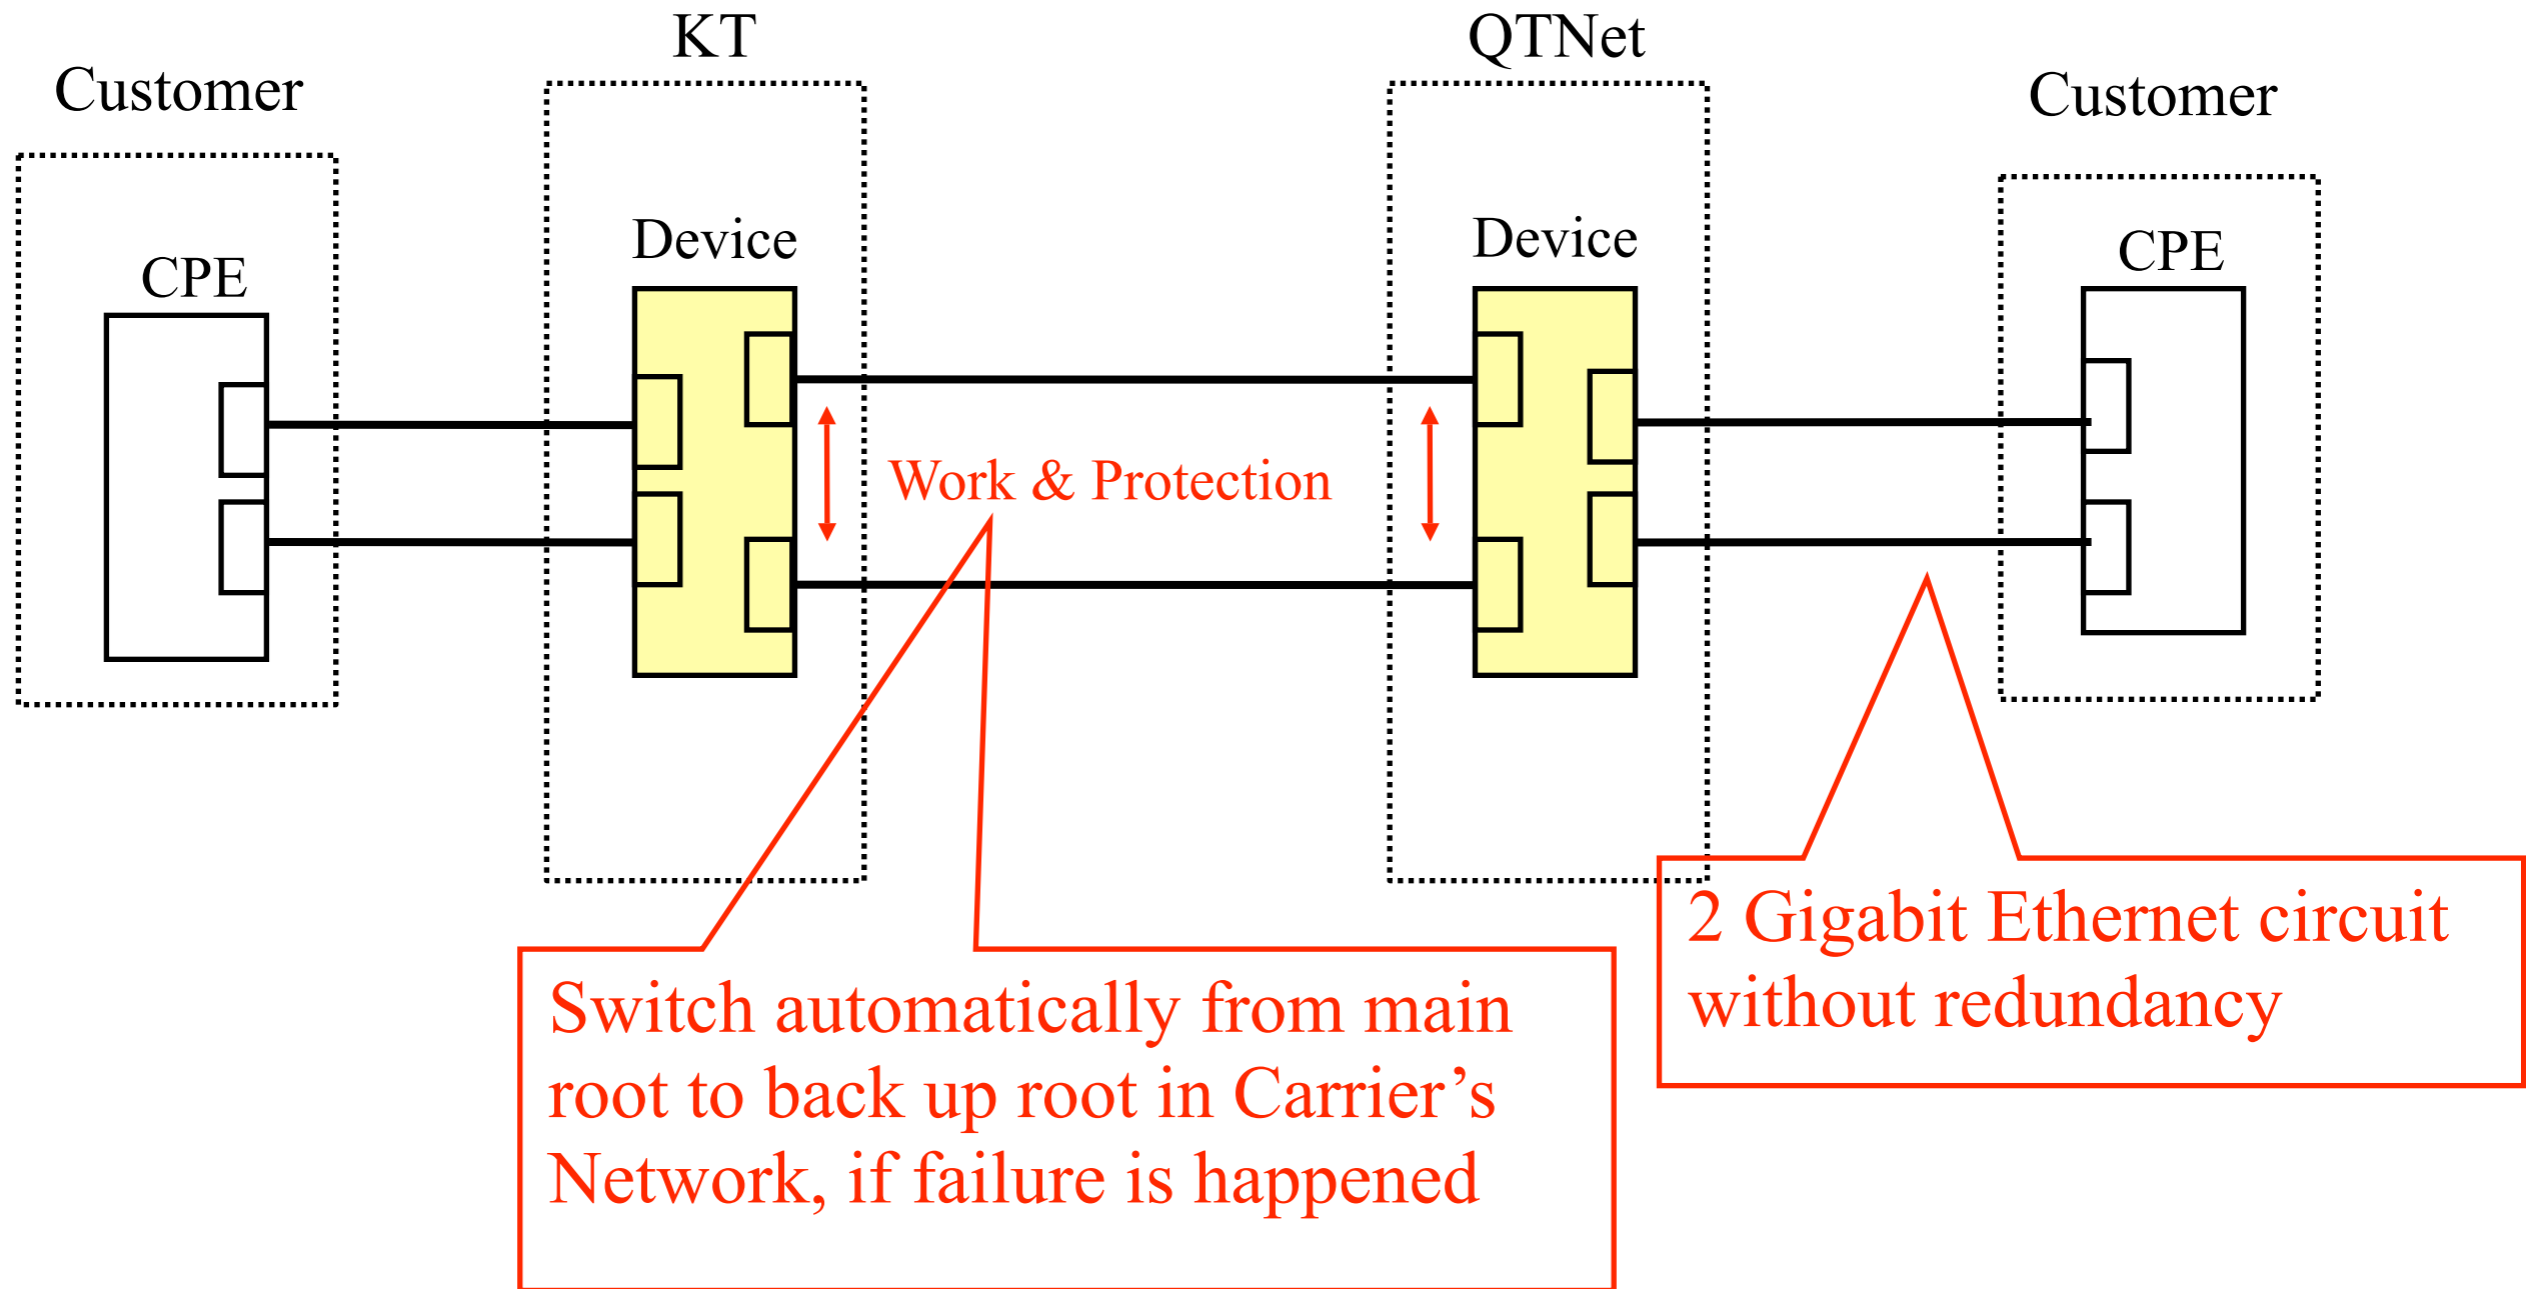 KT
QTNet
Customer
Customer
Device
Device
CPE
CPE
Work & Protection
2 Gigabit Ethernet circuit
without redundancy
Switch automatically from main
root to back up root in Carrier’s
Network, if failure is happened